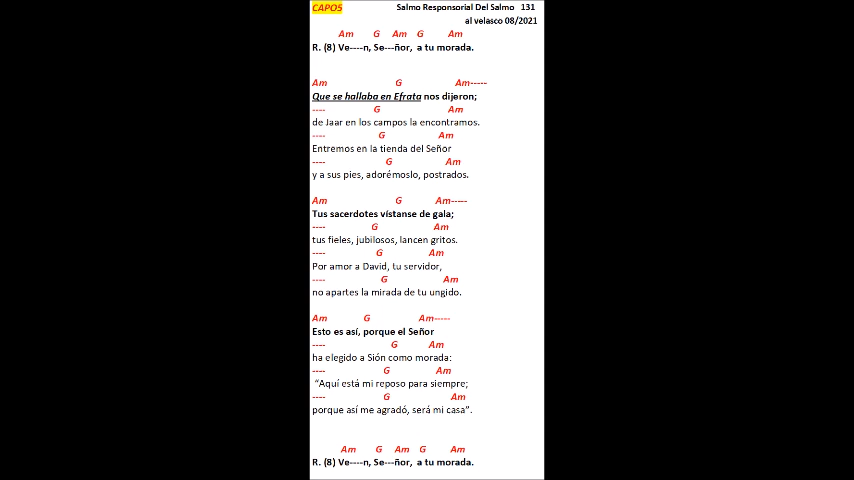 CAPO5 Salmo Responsorial Del Salmo 131
al velasco 08/2021
Am G Am G Am
R. (8) Ve----n, Se---ñor, a tu morada.
Am G Am-----
Que se hallaba en Efrata nos dijeron;
---- G Am
de Jaar en los campos la encontramos.
---- G Am
Entremos en la tienda del Señor
---- G Am
y a sus pies, adorémoslo, postrados.
Am G Am-----
Tus sacerdotes vístanse de gala;
---- G Am
tus fieles, jubilosos, lancen gritos.
---- G Am
Por amor a David, tu servidor,
---- G Am
no apartes la mirada de tu ungido.
Am G Am-----
Esto es así, porque el Señor
---- G Am
ha elegido a Sión como morada:
---- G Am
“Aquí está mi reposo para siempre;
---- G Am
porque así me agradó, será mi casa”.
Am G Am G Am
R. (8) Ve----n, Se---ñor, a tu morada.